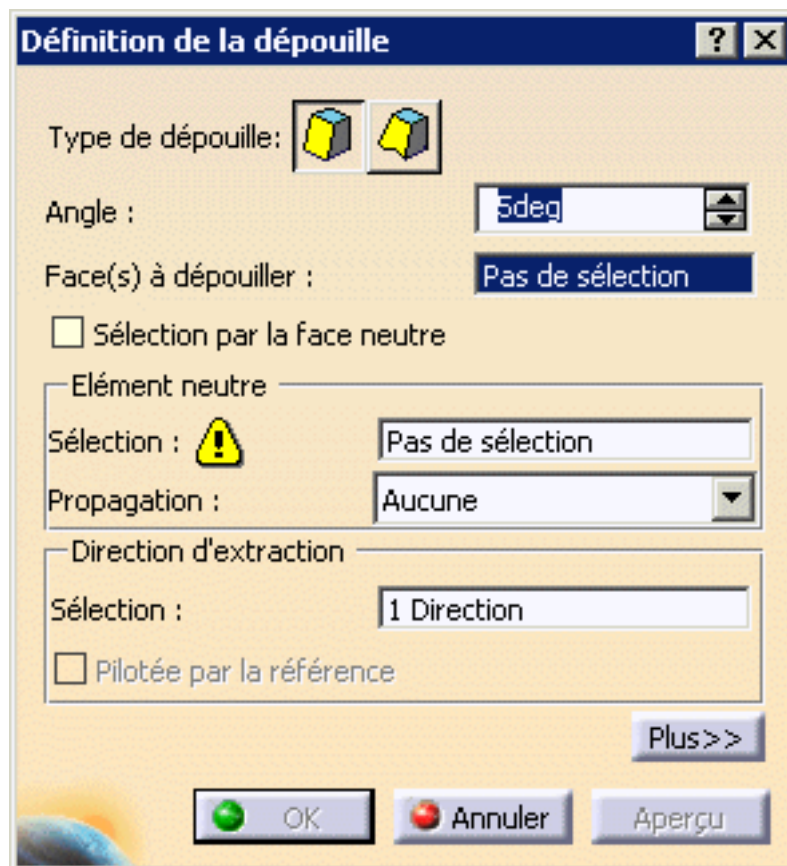 Définition de la dépouille ?
Type de dépouille:
Angle : 5deg
Face(s) à dépouiller : Pas de sélection
Sélection par la face neutre
Elément neutre
Sélection : Pas de sélection
Propagation : Aucune
Direction d'extraction
Sélection : 1 Direction
Pilotée par la référence
Plus>>
OK Annuler Aperçu